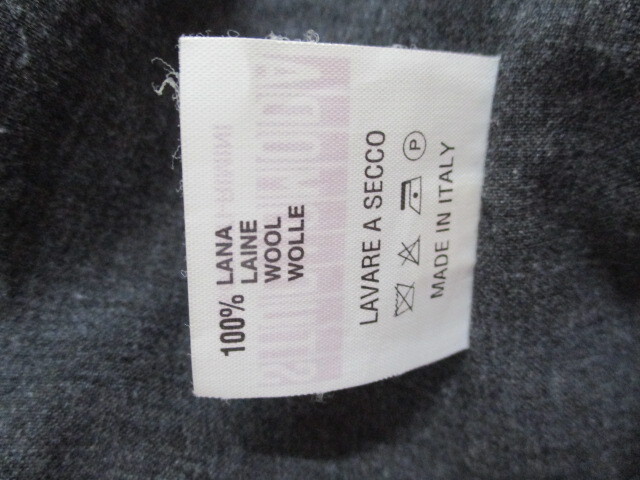 100% LANA
LAINE
WOOL
WOLLE
LAVARE A SECCO
P
MADE IN ITALY